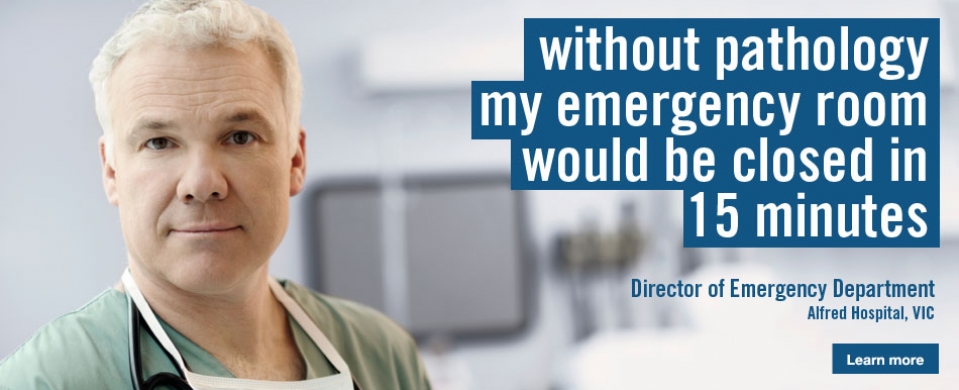 without pathology
my emergency room
would be closed in
15 minutes
Director of Emergency Department
Alfred Hospital, VIC
Learn more